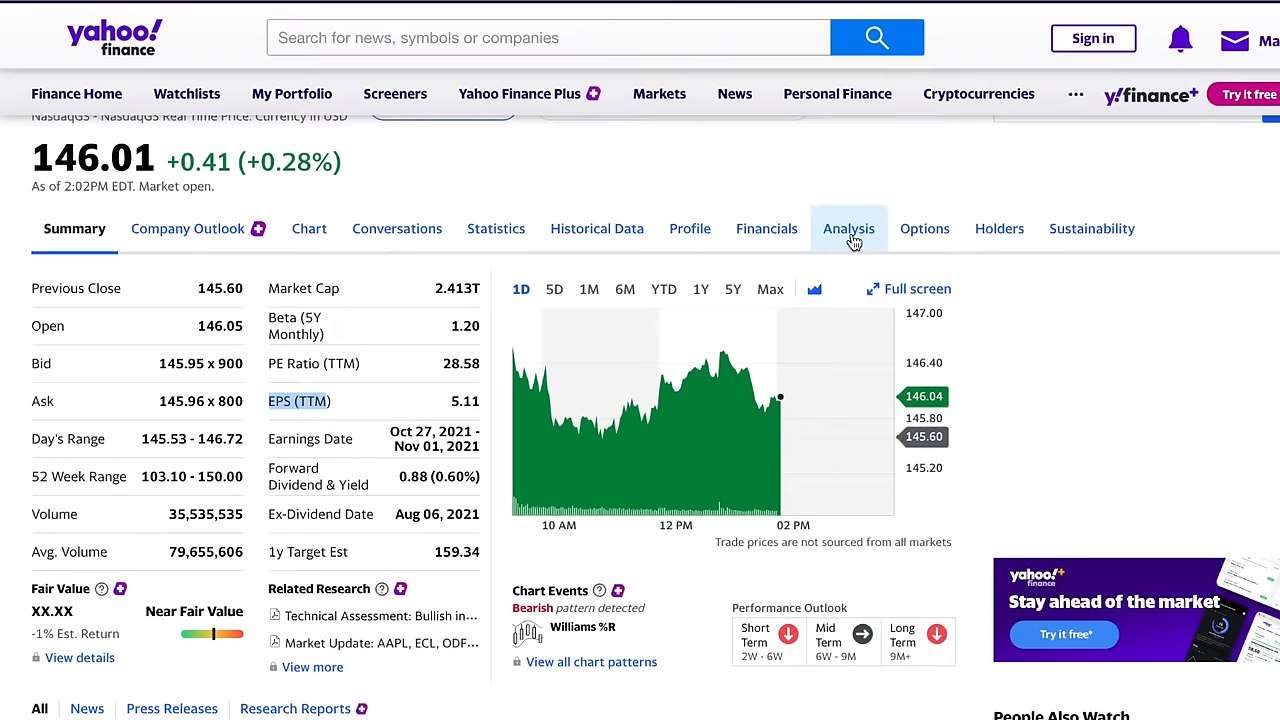 yahoo!
finance
Search for news, symbols or companies
Sign in
Ma
Finance Home Watchlists My Portfolio Screeners Yahoo Finance Plus Markets News Personal Finance Cryptocurrencies ... y!finance+ Try it free
NasdaqGS - NasdaqGS Real Time Price. Currency in USD
146.01 +0.41 (+0.28%)
As of 2:02PM EDT. Market open.
Summary Company Outlook Chart Conversations Statistics Historical Data Profile Financials Analysis Options Holders Sustainability
Previous Close 145.60
Open 146.05
Bid 145.95 x 900
Ask 145.96 x 800
Day's Range 145.53 - 146.72
52 Week Range 103.10 - 150.00
Volume 35,535,535
Avg. Volume 79,655,606
Market Cap 2.413T
Beta (5Y
Monthly) 1.20
PE Ratio (TTM) 28.58
EPS (TTM) 5.11
Earnings Date Oct 27, 2021 -
Nov 01, 2021
Forward
Dividend & Yield 0.88 (0.60%)
Ex-Dividend Date Aug 06, 2021
1y Target Est 159.34
1D 5D 1M 6M YTD 1Y 5Y Max Full screen
147.00
146.40
146.04
145.80
145.60
145.20
10 AM 12 PM 02 PM
Trade prices are not sourced from all markets
Fair Value
XX.XX Near Fair Value
-1% Est. Return
View details
Related Research
Technical Assessment: Bullish in...
Market Update: AAPL, ECL, ODF...
View more
Chart Events
Bearish pattern detected
Williams %R
View all chart patterns
Performance Outlook
Short
Term
2W - 6W
Mid
Term
6W - 9M
Long
Term
9M+
yahoo!+
finance
Stay ahead of the market
Try it free*
All News Press Releases Research Reports
People Also Watch